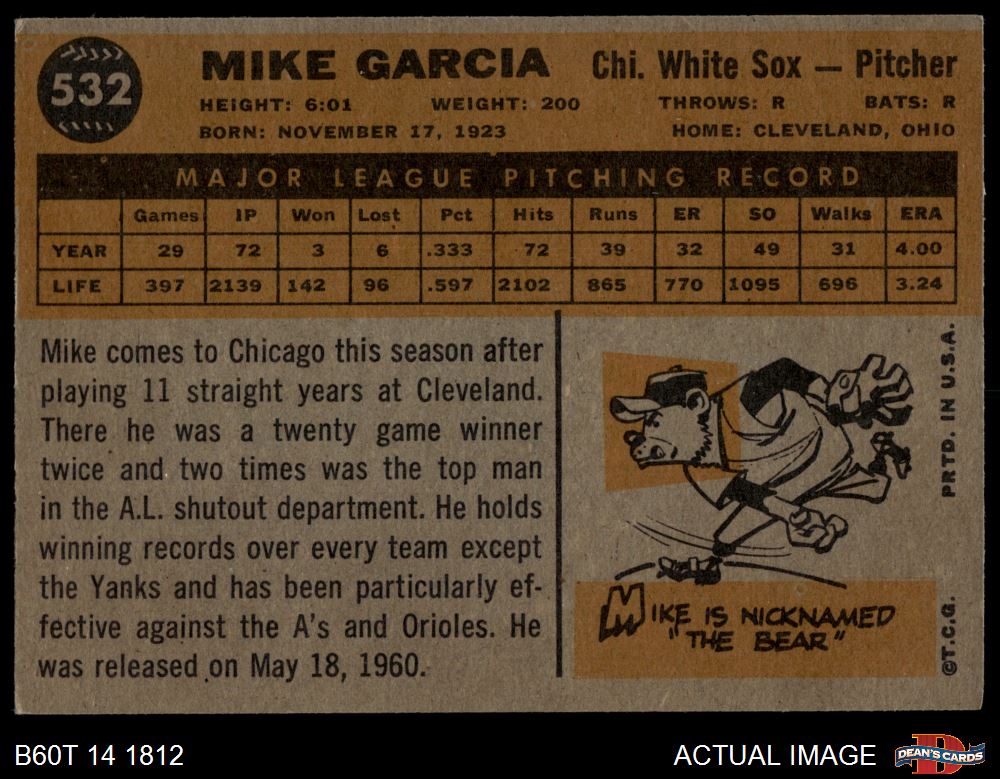 532
MIKE GARCIA
Chi. White Sox — Pitcher
HEIGHT: 6:01 WEIGHT: 200 THROWS: R BATS: R
BORN: NOVEMBER 17, 1923 HOME: CLEVELAND, OHIO
MAJOR LEAGUE PITCHING RECORD
Games IP Won Lost Pct Hits Runs ER SO Walks ERA
YEAR 29 72 3 6 .333 72 39 32 49 31 4.00
LIFE 397 2139 142 96 .597 2102 865 770 1095 696 3.24
Mike comes to Chicago this season after
playing 11 straight years at Cleveland.
There he was a twenty game winner
twice and two times was the top man
in the A.L. shutout department. He holds
winning records over every team except
the Yanks and has been particularly ef-
fective against the A's and Orioles. He
was released on May 18, 1960.
MIKE IS NICKNAMED
"THE BEAR"
PRTD. IN U.S.A.
©T.C.G.
B60T 14 1812
ACTUAL IMAGE
D
DEAN'S CARDS